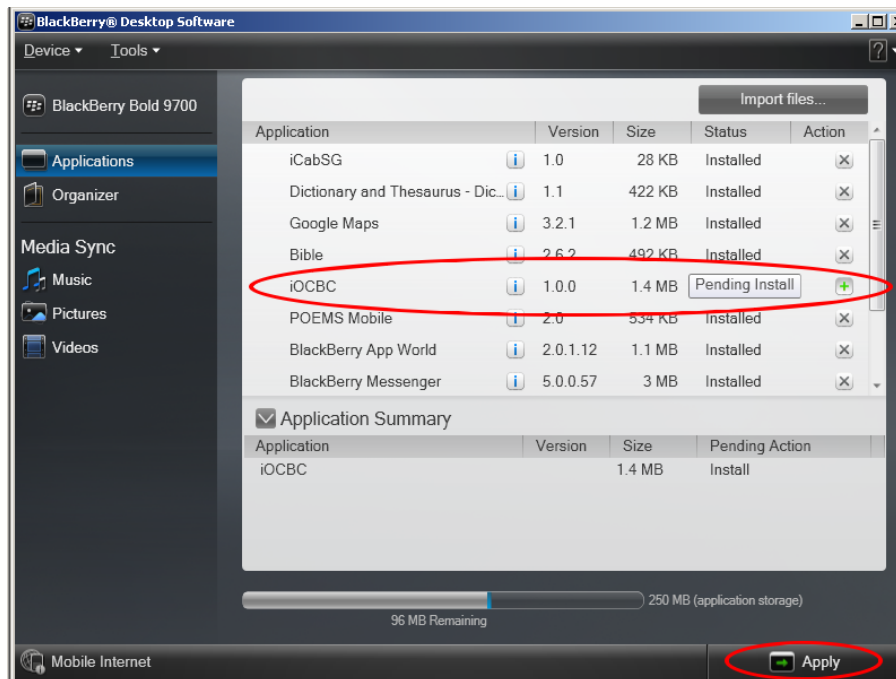 BlackBerry® Desktop Software
Device Tools ?
BlackBerry Bold 9700
Applications
Organizer
Media Sync
Music
Pictures
Videos
Import files...
Application Version Size Status Action
iCabSG i 1.0 28 KB Installed
Dictionary and Thesaurus - Dic... i 1.1 422 KB Installed
Google Maps i 3.2.1 1.2 MB Installed
Bible i 2.6.2 492 KB Installed
iOCBC i 1.0.0 1.4 MB Pending Install
POEMS Mobile i 2.0 534 KB Installed
BlackBerry App World i 2.0.1.12 1.1 MB Installed
BlackBerry Messenger i 5.0.0.57 3 MB Installed
Application Summary
Application Version Size Pending Action
iOCBC 1.4 MB Install
250 MB (application storage)
96 MB Remaining
Mobile Internet
Apply